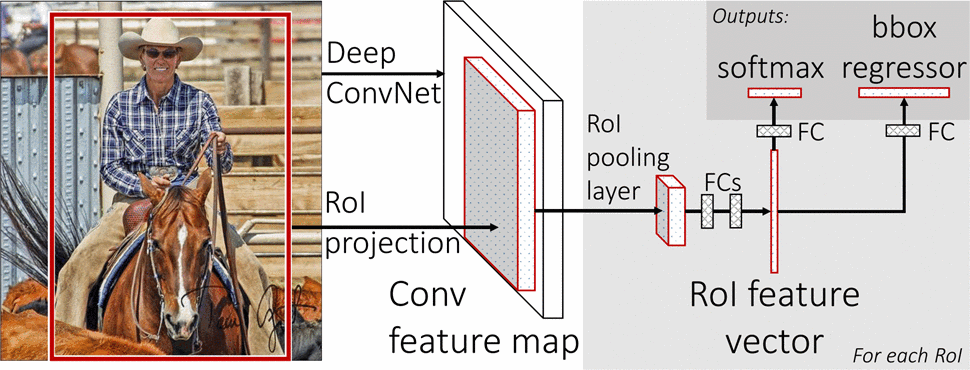 Deep
ConvNet
RoI
projection
Conv
feature map
RoI
pooling
layer
FCs
RoI feature
vector
For each RoI
Outputs:
softmax
bbox
regressor
FC
FC